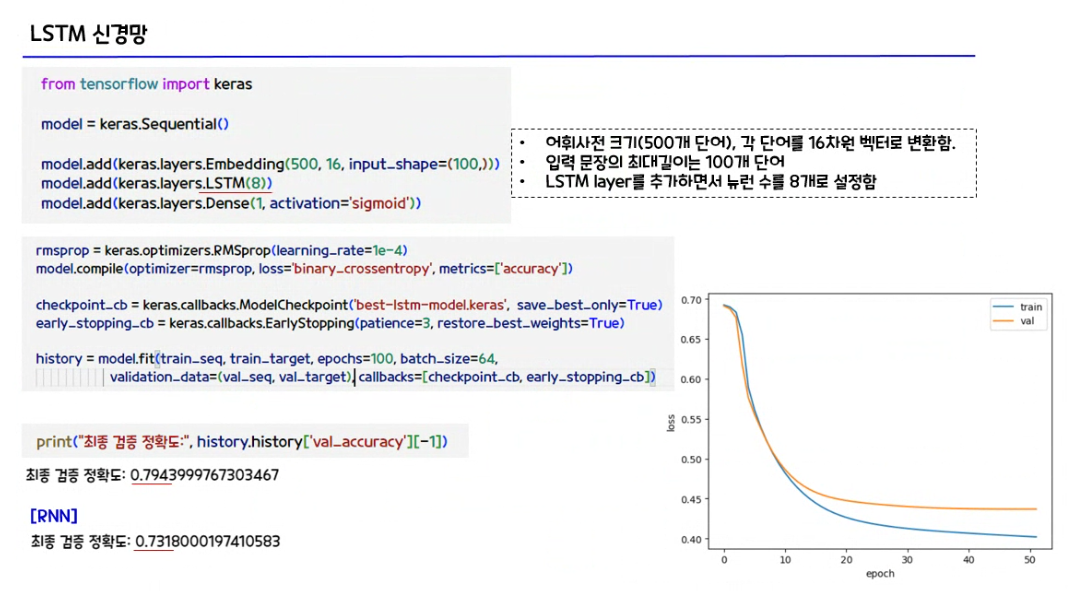 LSTM 신경망
from tensorflow import keras
model = keras.Sequential()
model.add(keras.layers.Embedding(500, 16, input_shape=(100,)))
model.add(keras.layers.LSTM(8))
model.add(keras.layers.Dense(1, activation='sigmoid'))
• 어휘사전 크기(500개 단어), 각 단어를 16차원 벡터로 변환함.
• 입력 문장의 최대길이는 100개 단어
• LSTM layer를 추가하면서 뉴런 수를 8개로 설정함
rmsprop = keras.optimizers.RMSprop(learning_rate=1e-4)
model.compile(optimizer=rmsprop, loss='binary_crossentropy', metrics=['accuracy'])
checkpoint_cb = keras.callbacks.ModelCheckpoint('best-lstm-model.keras', save_best_only=True)
early_stopping_cb = keras.callbacks.EarlyStopping(patience=3, restore_best_weights=True)
history = model.fit(train_seq, train_target, epochs=100, batch_size=64,
validation_data=(val_seq, val_target), callbacks=[checkpoint_cb, early_stopping_cb])
print("최종 검증 정확도:", history.history['val_accuracy'][-1])
최종 검증 정확도: 0.7943999767303467
[RNN]
최종 검증 정확도: 0.7318000197410583
train
val
0.70
0.65
0.60
0.55
0.50
0.45
0.40
loss
0 10 20 30 40 50
epoch